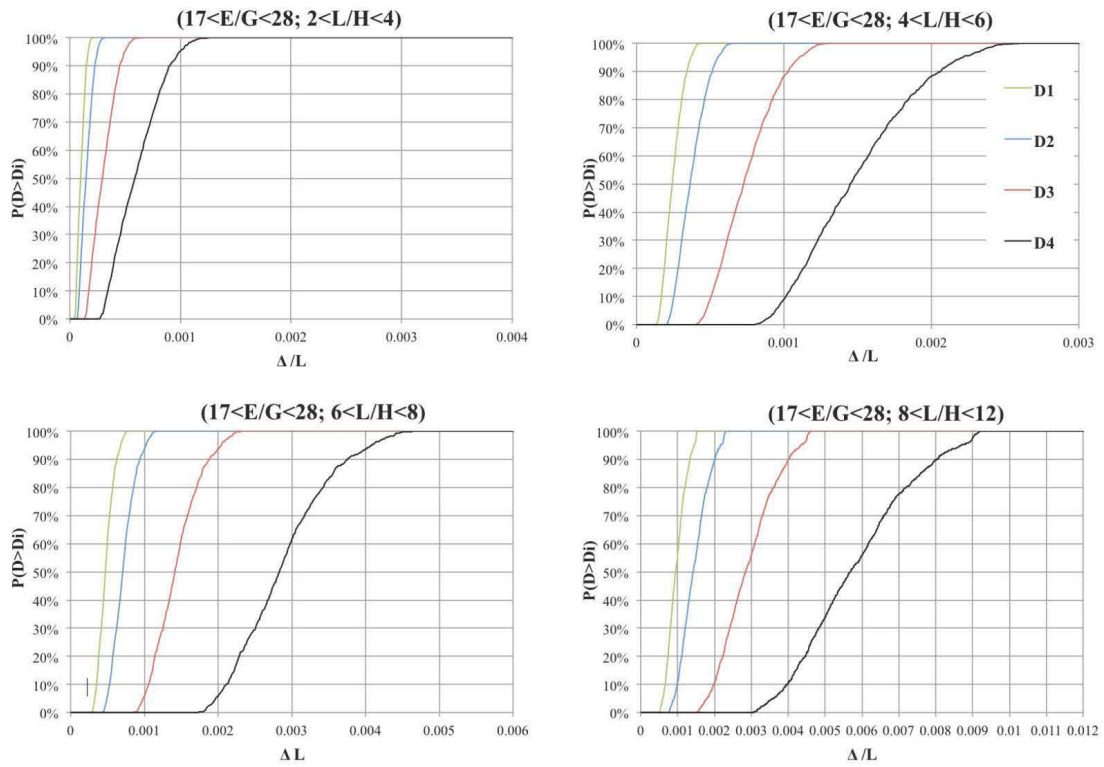 (17<E/G<28; 2<L/H<4)
100%
90%
80%
70%
60%
50%
40%
30%
20%
10%
0%
P(D>Di)
0 0.001 0.002 0.003 0.004
Δ /L
(17<E/G<28; 4<L/H<6)
100%
90%
80%
70%
60%
50%
40%
30%
20%
10%
0%
P(D>Di)
D1
D2
D3
D4
0 0.001 0.002 0.003
Δ /L
(17<E/G<28; 6<L/H<8)
100%
90%
80%
70%
60%
50%
40%
30%
20%
10%
0%
P(D>Di)
0 0.001 0.002 0.003 0.004 0.005 0.006
Δ L
(17<E/G<28; 8<L/H<12)
100%
90%
80%
70%
60%
50%
40%
30%
20%
10%
0%
P(D>Di)
0 0.001 0.002 0.003 0.004 0.005 0.006 0.007 0.008 0.009 0.01 0.011 0.012
Δ /L